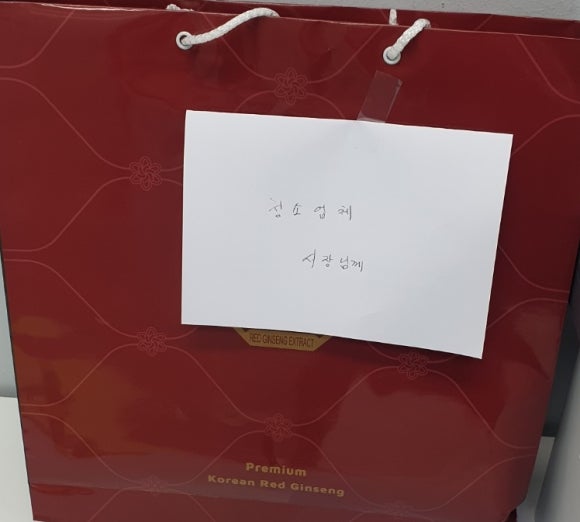 청소업체
사장님께
RED GINSENG EXTRACT
Premium
Korean Red Ginseng